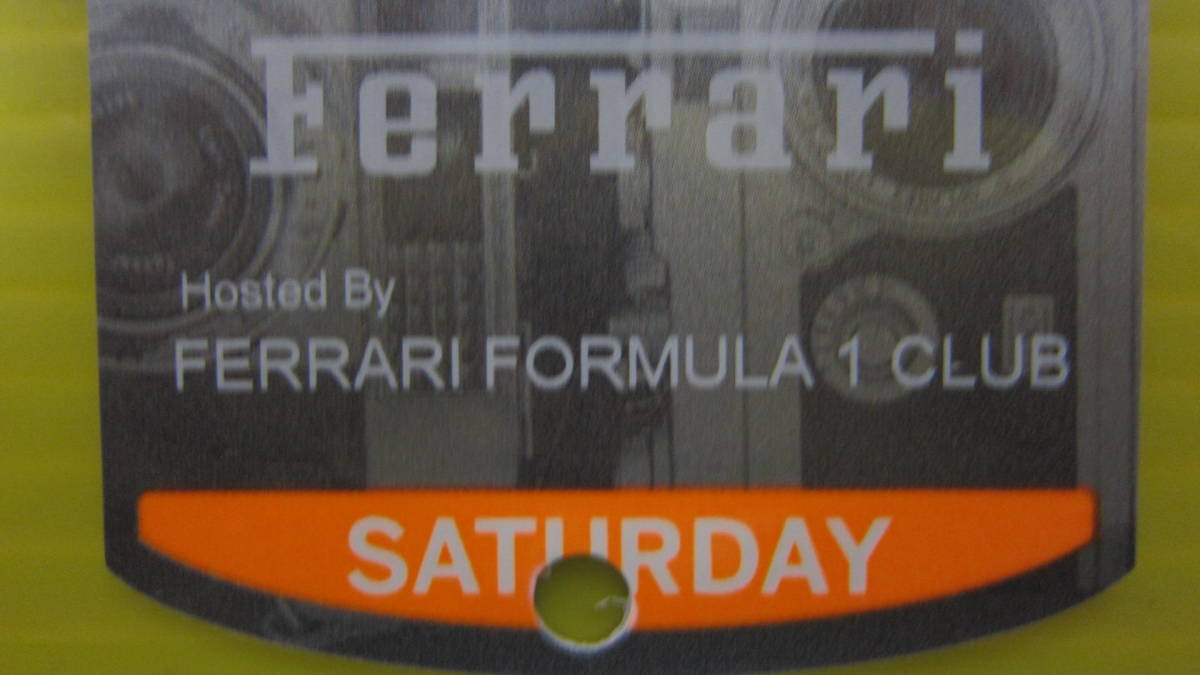 Ferrari
Hosted By
FERRARI FORMULA 1 CLUB
SATURDAY